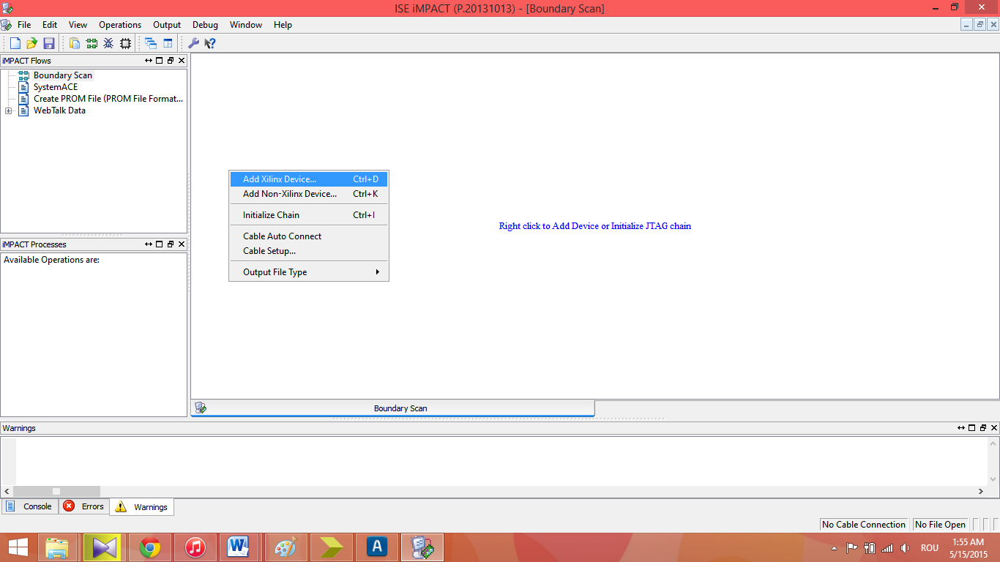 ISE iMPACT (P.20131013) - [Boundary Scan]
File Edit View Operations Output Debug Window Help
iMPACT Flows
Boundary Scan
SystemACE
Create PROM File (PROM File Format...
WebTalk Data
Add Xilinx Device... Ctrl+D
Add Non-Xilinx Device... Ctrl+K
Initialize Chain Ctrl+I
Cable Auto Connect
Cable Setup...
Output File Type
Right click to Add Device or Initialize JTAG chain
iMPACT Processes
Available Operations are:
Boundary Scan
Warnings
Console Errors Warnings
No Cable Connection No File Open
ROU 1:55 AM
5/15/2015